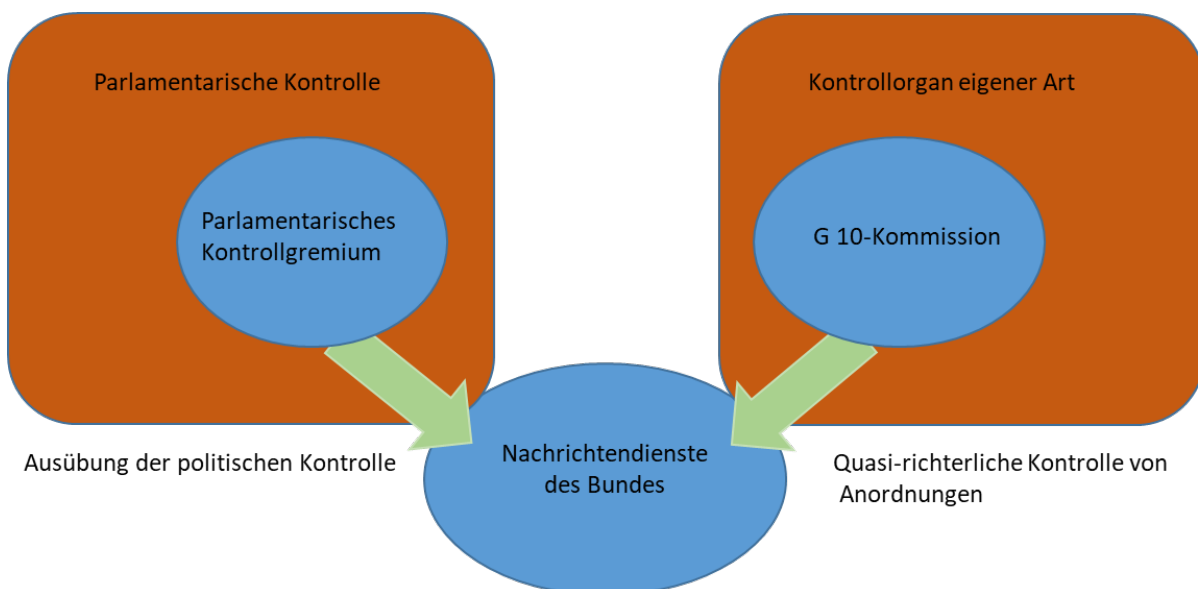 Parlamentarische Kontrolle
Parlamentarisches
Kontrollgremium
Ausübung der politischen Kontrolle
Kontrollorgan eigener Art
G 10-Kommission
Quasi-richterliche Kontrolle von
Anordnungen
Nachrichtendienste
des Bundes